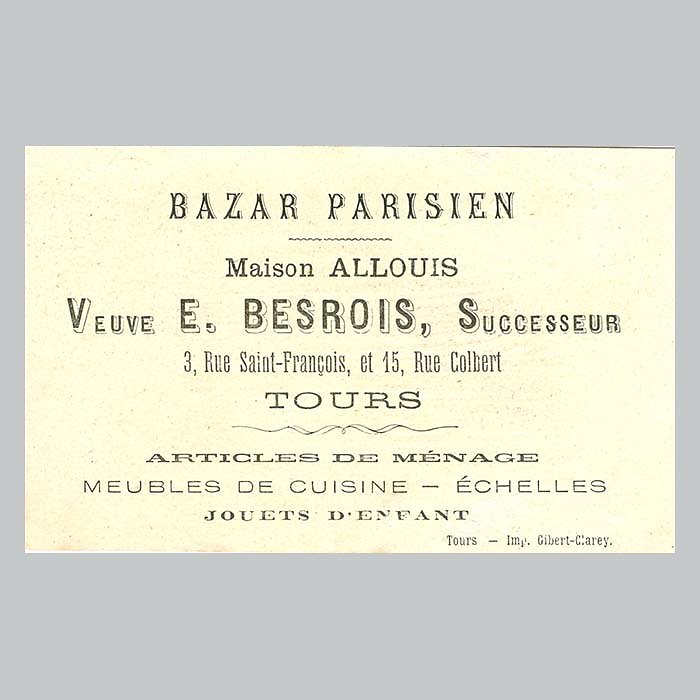 BAZAR PARISIEN
Maison ALLOUIS
VEUVE E. BESROIS, SUCCESSEUR
3, Rue Saint-François, et 15, Rue Colbert
TOURS
ARTICLES DE MÉNAGE
MEUBLES DE CUISINE — ÉCHELLES
JOUETS D'ENFANT
Tours — Imp. Gibert-Clarey.